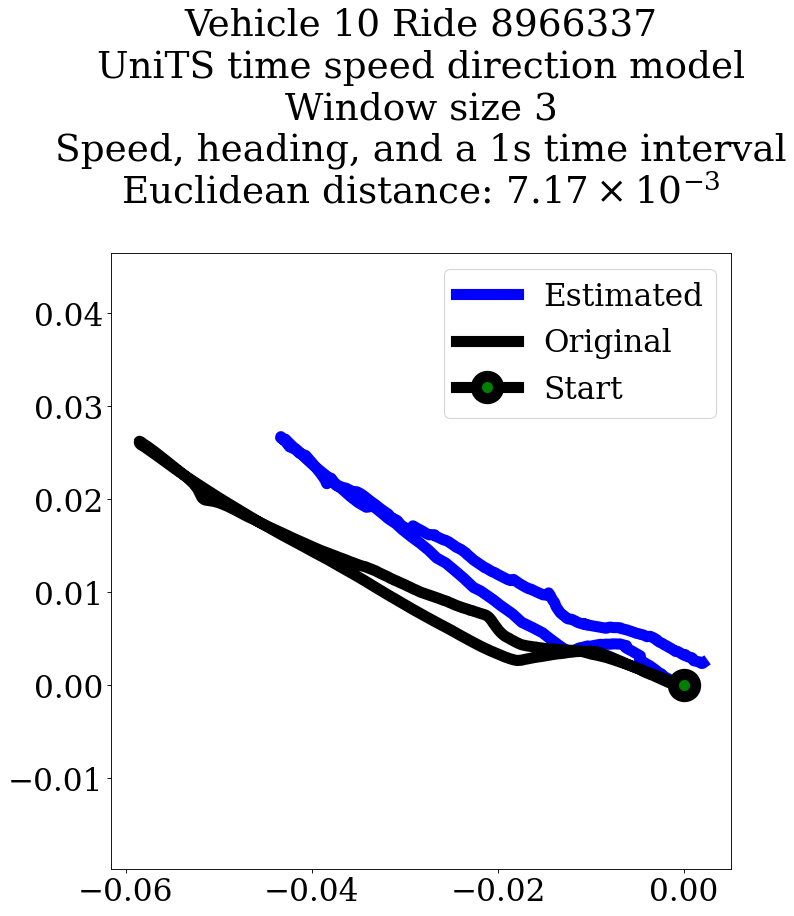 Vehicle 10 Ride 8966337
UniTS time speed direction model
Window size 3
Speed, heading, and a 1s time interval
Euclidean distance: 7.17 × 10⁻³
Estimated
Original
Start
0.04
0.03
0.02
0.01
0.00
−0.01
−0.06
−0.04
−0.02
0.00